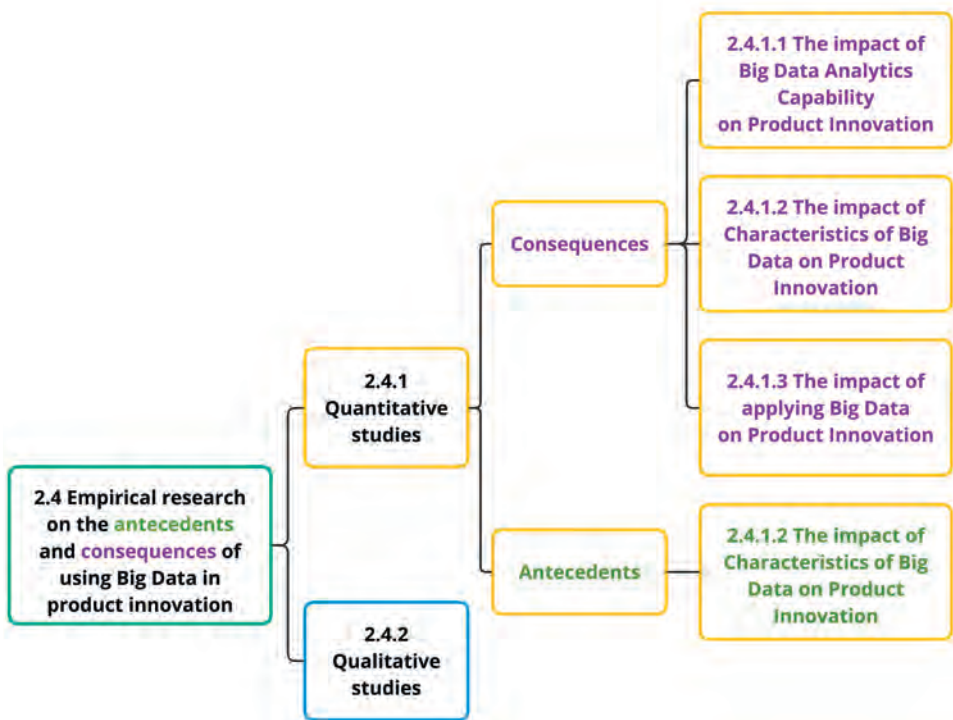 2.4.1.1 The impact of
Big Data Analytics
Capability
on Product Innovation
2.4.1.2 The impact of
Characteristics of Big
Data on Product
Innovation
Consequences
2.4.1.3 The impact of
applying Big Data
on Product Innovation
2.4.1
Quantitative
studies
2.4 Empirical research
on the antecedents
and consequences of
using Big Data in
product innovation
Antecedents
2.4.1.2 The impact of
Characteristics of Big
Data on Product
Innovation
2.4.2
Qualitative
studies